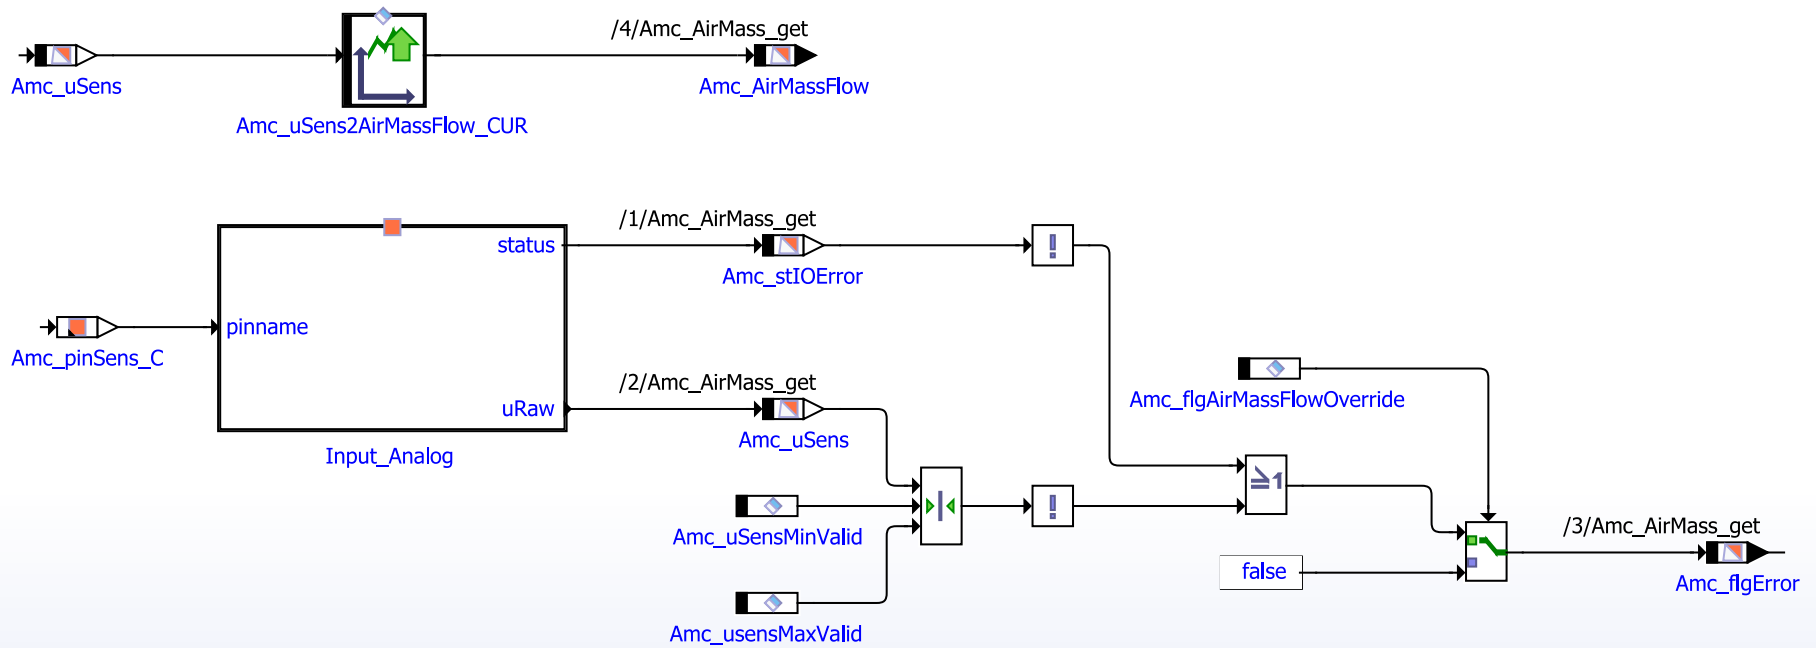 /4/Amc_AirMass_get
Amc_uSens
Amc_AirMassFlow
Amc_uSens2AirMassFlow_CUR
/1/Amc_AirMass_get
status
!
Amc_stIOError
pinname
Amc_pinSens_C
/2/Amc_AirMass_get
uRaw
Amc_flgAirMassFlowOverride
Amc_uSens
Input_Analog
≥1
!
Amc_uSensMinValid
/3/Amc_AirMass_get
false
Amc_flgError
Amc_usensMaxValid